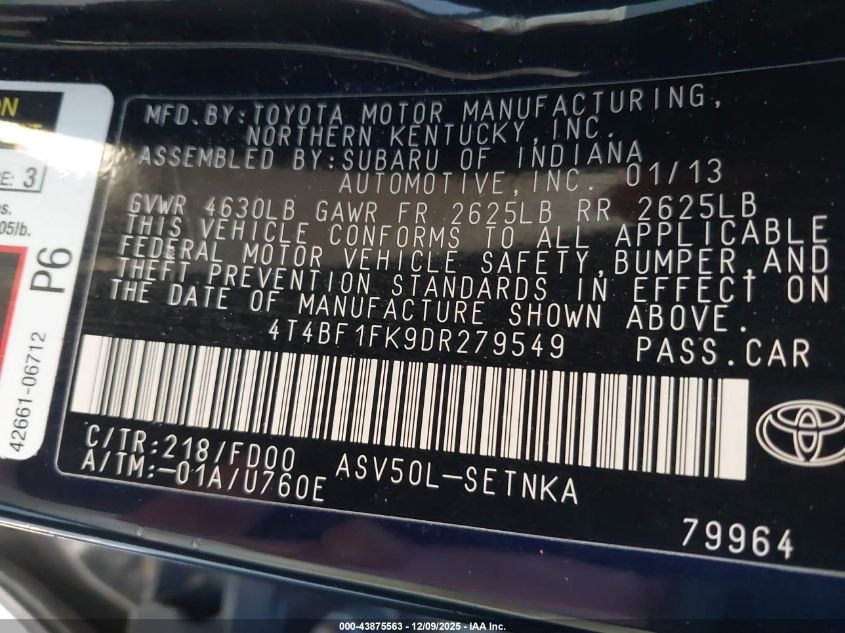 ON
E: 3
05lb.
P6
42661-06712
MFD.BY:TOYOTA MOTOR MANUFACTURING,
NORTHERN KENTUCKY,INC.
ASSEMBLED BY:SUBARU OF INDIANA
AUTOMOTIVE,INC. 01/13
GVWR 4630LB GAWR FR 2625LB RR 2625LB
THIS VEHICLE CONFORMS TO ALL APPLICABLE
FEDERAL MOTOR VEHICLE SAFETY,BUMPER,AND
THEFT PREVENTION STANDARDS IN EFFECT ON
THE DATE OF MANUFACTURE SHOWN ABOVE.
4T4BF1FK9DR279549 PASS.CAR
C/TR:218/FD00
A/TM:-01A/U760E
ASV50L-SETNKA
79964
000-43875563 - 12/09/2025 - IAA Inc.